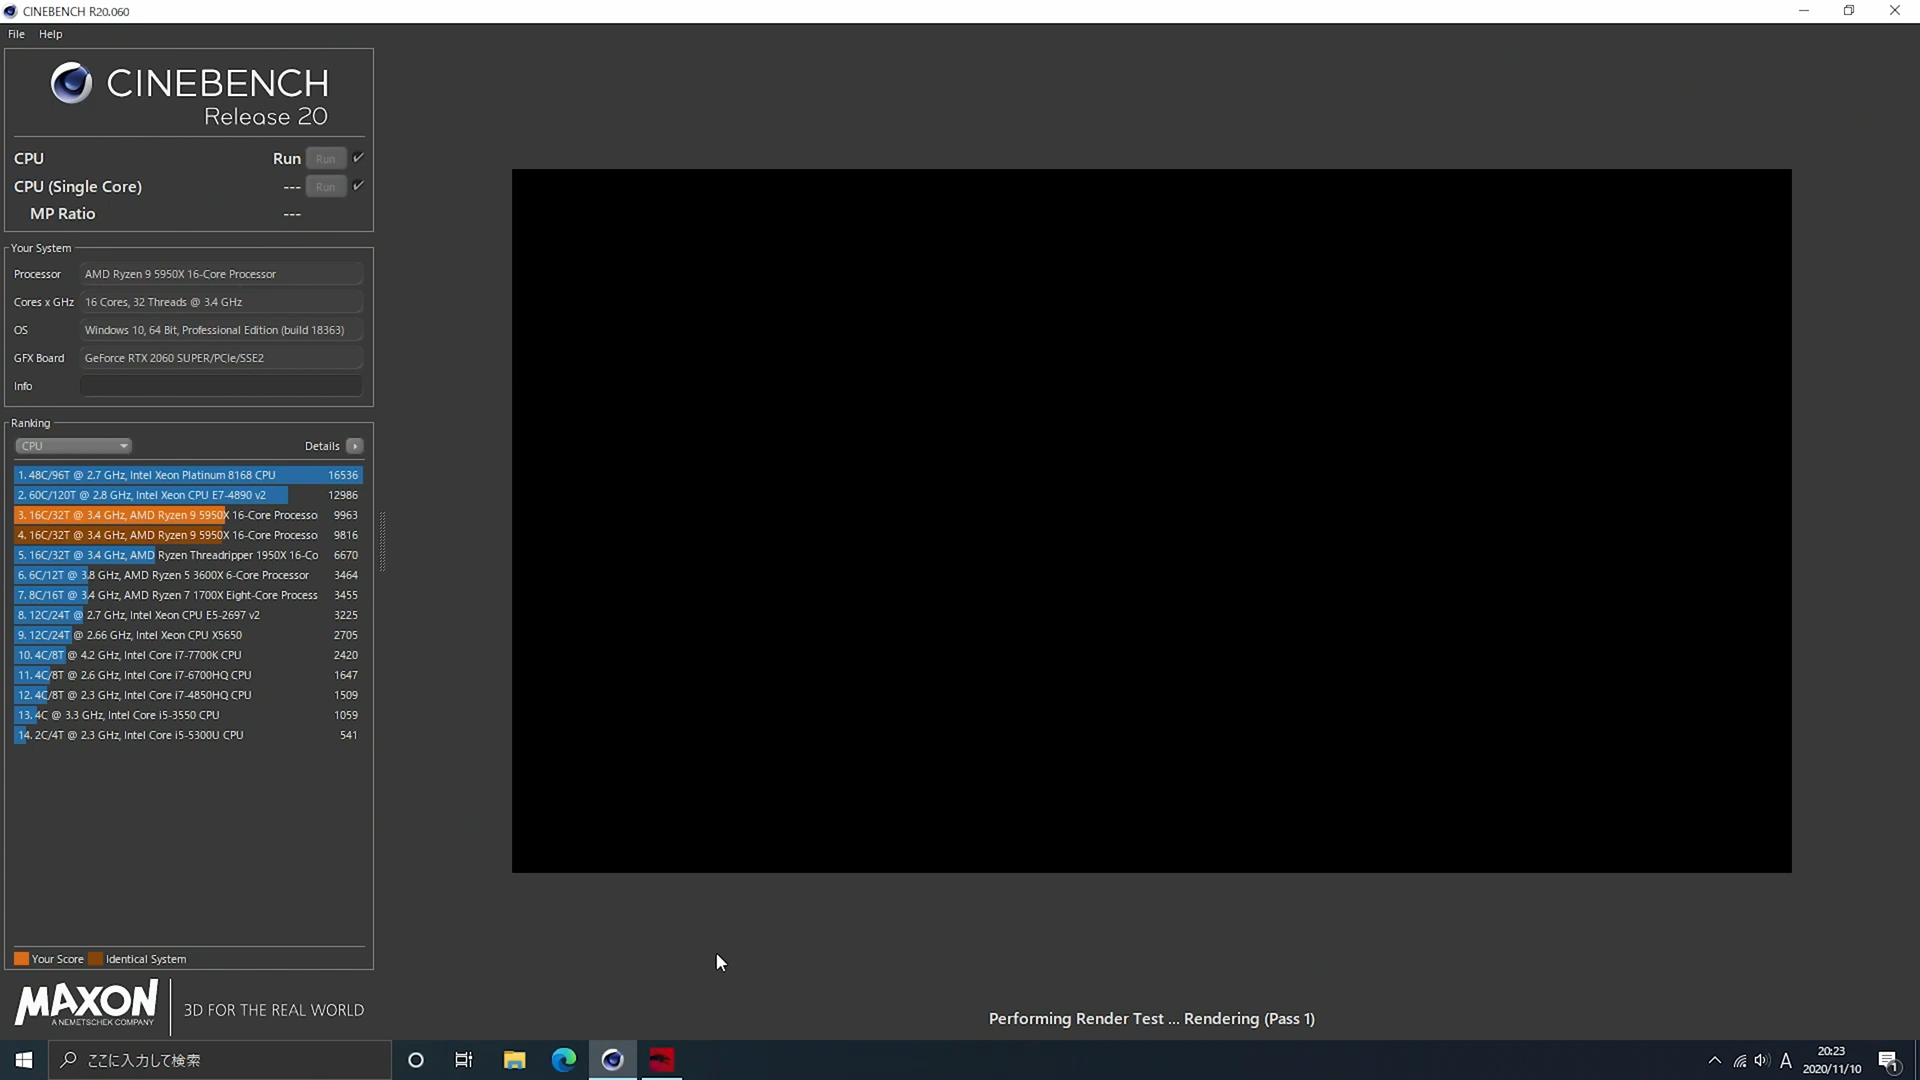 CINEBENCH R20.060
File Help
CINEBENCH
Release 20
CPU Run Run
CPU (Single Core) --- Run
MP Ratio ---
Your System
Processor AMD Ryzen 9 5950X 16-Core Processor
Cores x GHz 16 Cores, 32 Threads @ 3.4 GHz
OS Windows 10, 64 Bit, Professional Edition (build 18363)
GFX Board GeForce RTX 2060 SUPER/PCIe/SSE2
Info
Ranking
CPU Details
1. 48C/96T @ 2.7 GHz, Intel Xeon Platinum 8168 CPU 16536
2. 60C/120T @ 2.8 GHz, Intel Xeon CPU E7-4890 v2 12986
3. 16C/32T @ 3.4 GHz, AMD Ryzen 9 5950X 16-Core Processo 9963
4. 16C/32T @ 3.4 GHz, AMD Ryzen 9 5950X 16-Core Processo 9816
5. 16C/32T @ 3.4 GHz, AMD Ryzen Threadripper 1950X 16-Co 6670
6. 6C/12T @ 3.8 GHz, AMD Ryzen 5 3600X 6-Core Processor 3464
7. 8C/16T @ 3.4 GHz, AMD Ryzen 7 1700X Eight-Core Process 3455
8. 12C/24T @ 2.7 GHz, Intel Xeon CPU E5-2697 v2 3225
9. 12C/24T @ 2.66 GHz, Intel Xeon CPU X5650 2705
10. 4C/8T @ 4.2 GHz, Intel Core i7-7700K CPU 2420
11. 4C/8T @ 2.6 GHz, Intel Core i7-6700HQ CPU 1647
12. 4C/8T @ 2.3 GHz, Intel Core i7-4850HQ CPU 1509
13. 4C @ 3.3 GHz, Intel Core i5-3550 CPU 1059
14. 2C/4T @ 2.3 GHz, Intel Core i5-5300U CPU 541
Your Score Identical System
MAXON
A NEMETSCHEK COMPANY
3D FOR THE REAL WORLD
Performing Render Test ... Rendering (Pass 1)
ここに入力して検索
A
20:23
2020/11/10
1